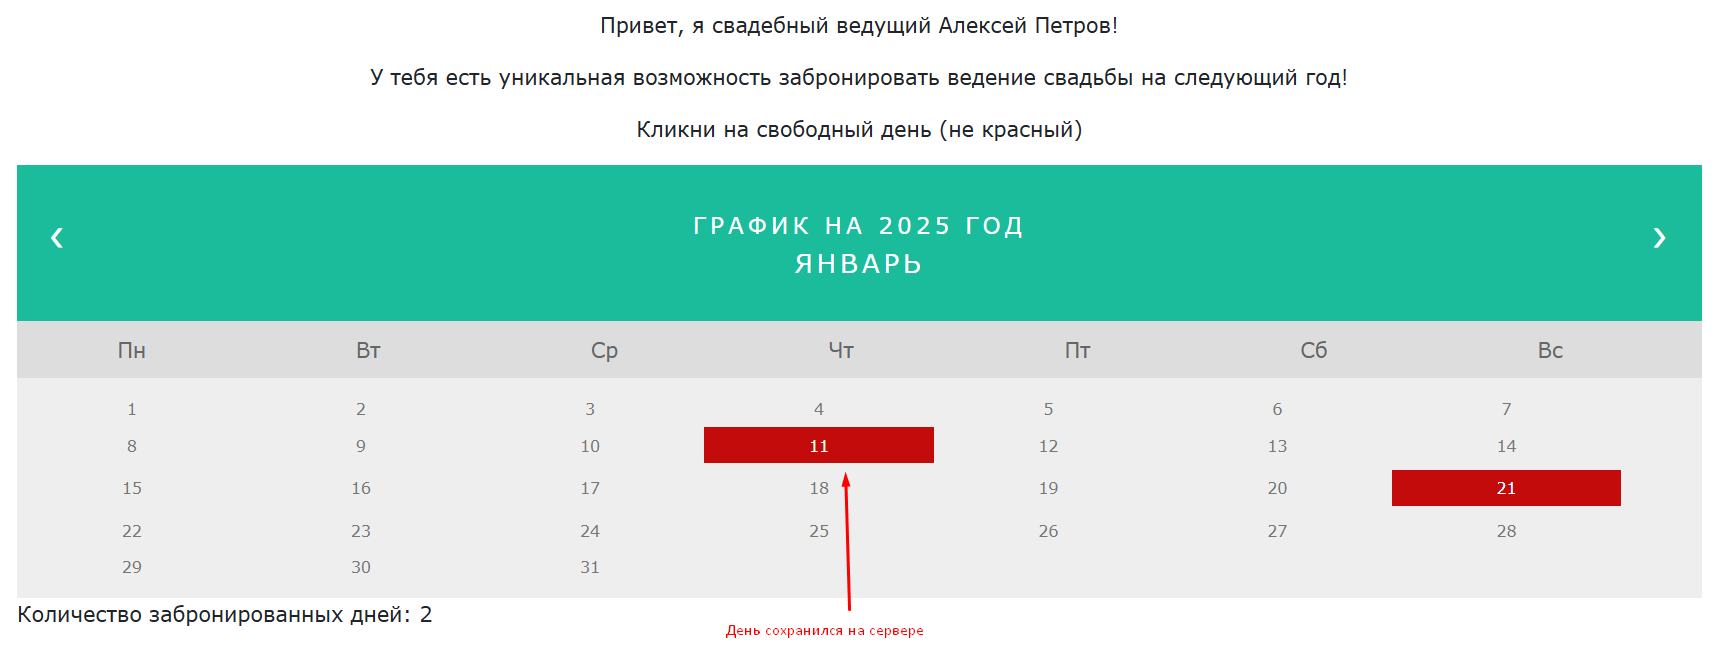 Привет, я свадебный ведущий Алексей Петров!
У тебя есть уникальная возможность забронировать ведение свадьбы на следующий год!
Кликни на свободный день (не красный)
‹ ГРАФИК НА 2025 ГОД ›
ЯНВАРЬ
Пн Вт Ср Чт Пт Сб Вс
1 2 3 4 5 6 7
8 9 10 11 12 13 14
15 16 17 18 19 20 21
22 23 24 25 26 27 28
29 30 31
Количество забронированных дней: 2
День сохранился на сервере